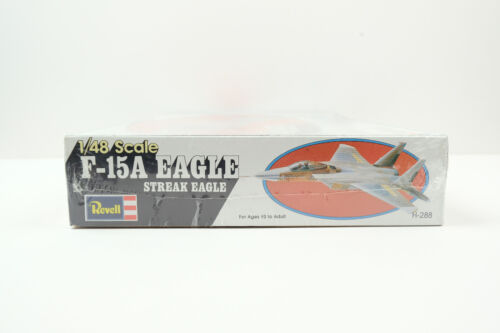 1/48 Scale
F-15A EAGLE
STREAK EAGLE
Revell
For Ages 10 to Adult
H-288